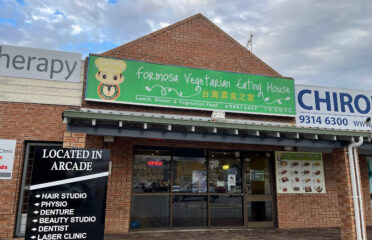 herapy
Formosa Vegetarian Eating House
台灣素食之家
Lunch, Dinner & Vegetarian Food
CHIRO
9314 6300
OPEN
LOCATED IN
ARCADE
HAIR STUDIO
PHYSIO
DENTURE
BEAUTY STUDIO
DENTIST
LASER CLINIC